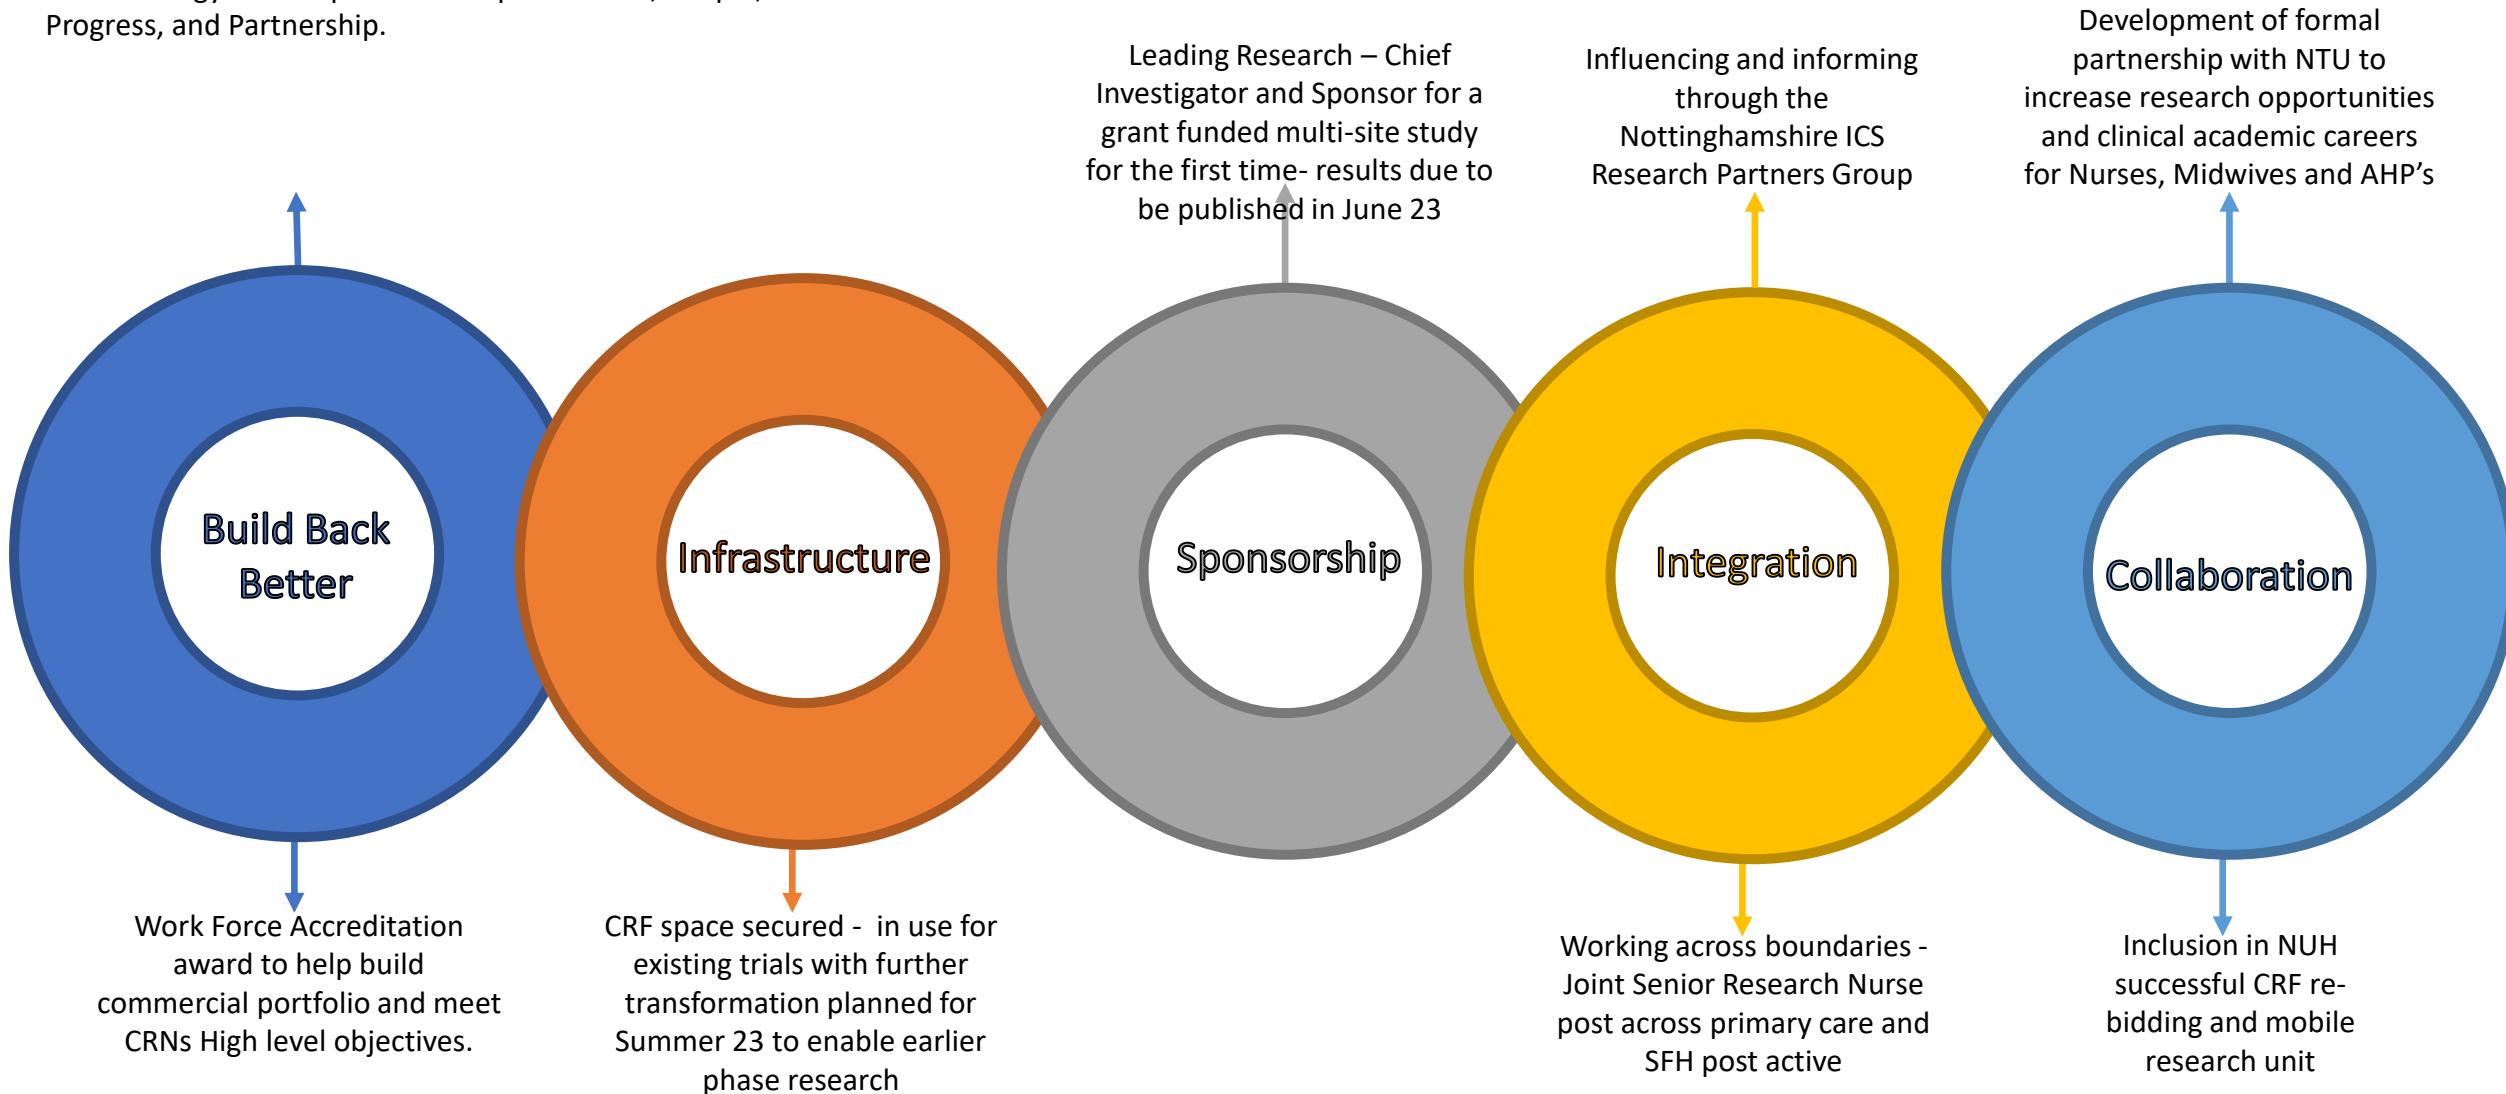 Progress, and Partnership.
Leading Research – Chief
Investigator and Sponsor for a
grant funded multi-site study
for the first time- results due to
be published in June 23
Influencing and informing
through the
Nottinghamshire ICS
Research Partners Group
Development of formal
partnership with NTU to
increase research opportunities
and clinical academic careers
for Nurses, Midwives and AHP's
Build Back
Better
Infrastructure
Sponsorship
Integration
Collaboration
Work Force Accreditation
award to help build
commercial portfolio and meet
CRNs High level objectives.
CRF space secured -  in use for
existing trials with further
transformation planned for
Summer 23 to enable earlier
phase research
Working across boundaries -
Joint Senior Research Nurse
post across primary care and
SFH post active
Inclusion in NUH
successful CRF re-
bidding and mobile
research unit